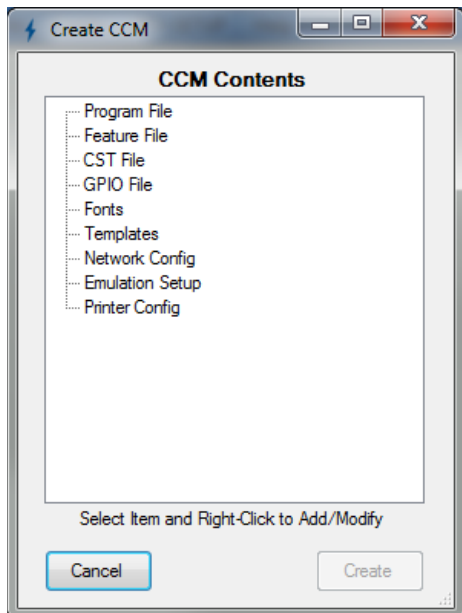 Create CCM
CCM Contents
Program File
Feature File
CST File
GPIO File
Fonts
Templates
Network Config
Emulation Setup
Printer Config
Select Item and Right-Click to Add/Modify
Cancel
Create